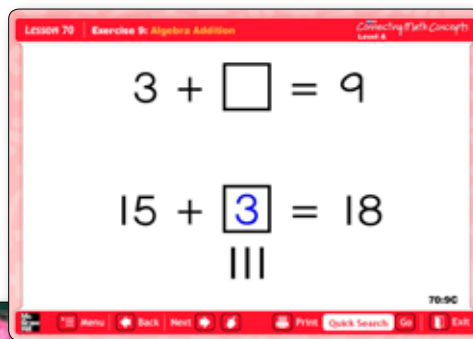 Lesson 70 Exercise 9: Algebra Addition Connecting Math Concepts
Level A
3 + □ = 9
15 + 3 = 18
III
70:9C
Menu Back Next Print Quick Search Go Exit